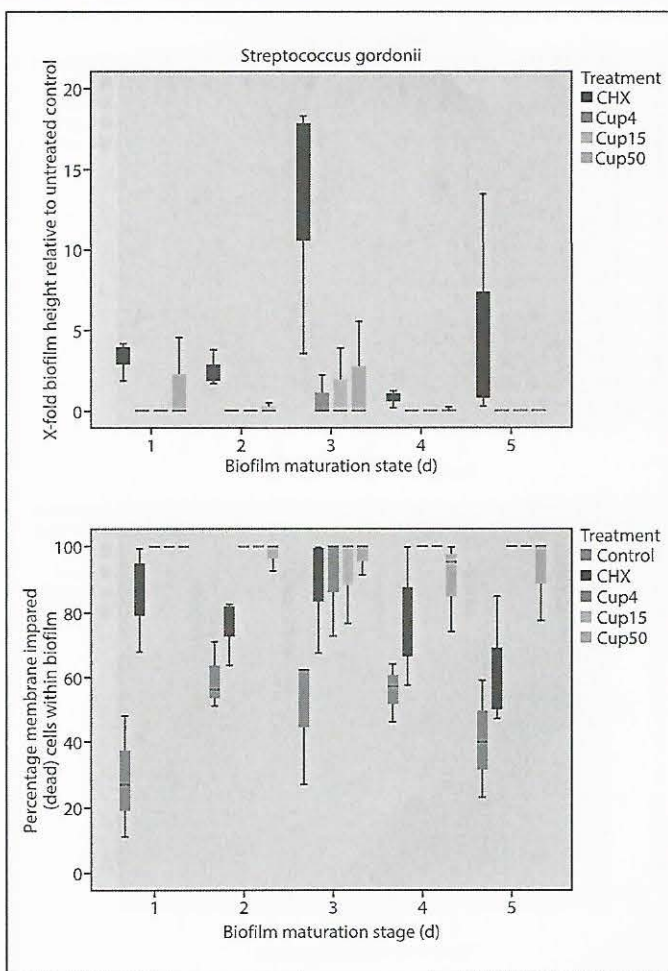 Streptococcus gordonii
X-fold biofilm height relative to untreated control
20
15
10
5
0
1 2 3 4 5
Biofilm maturation state (d)
Treatment
CHX
Cup4
Cup15
Cup50
Percentage membrane impared
(dead) cells within biofilm
100
80
60
40
20
0
1 2 3 4 5
Biofilm maturation stage (d)
Treatment
Control
CHX
Cup4
Cup15
Cup50